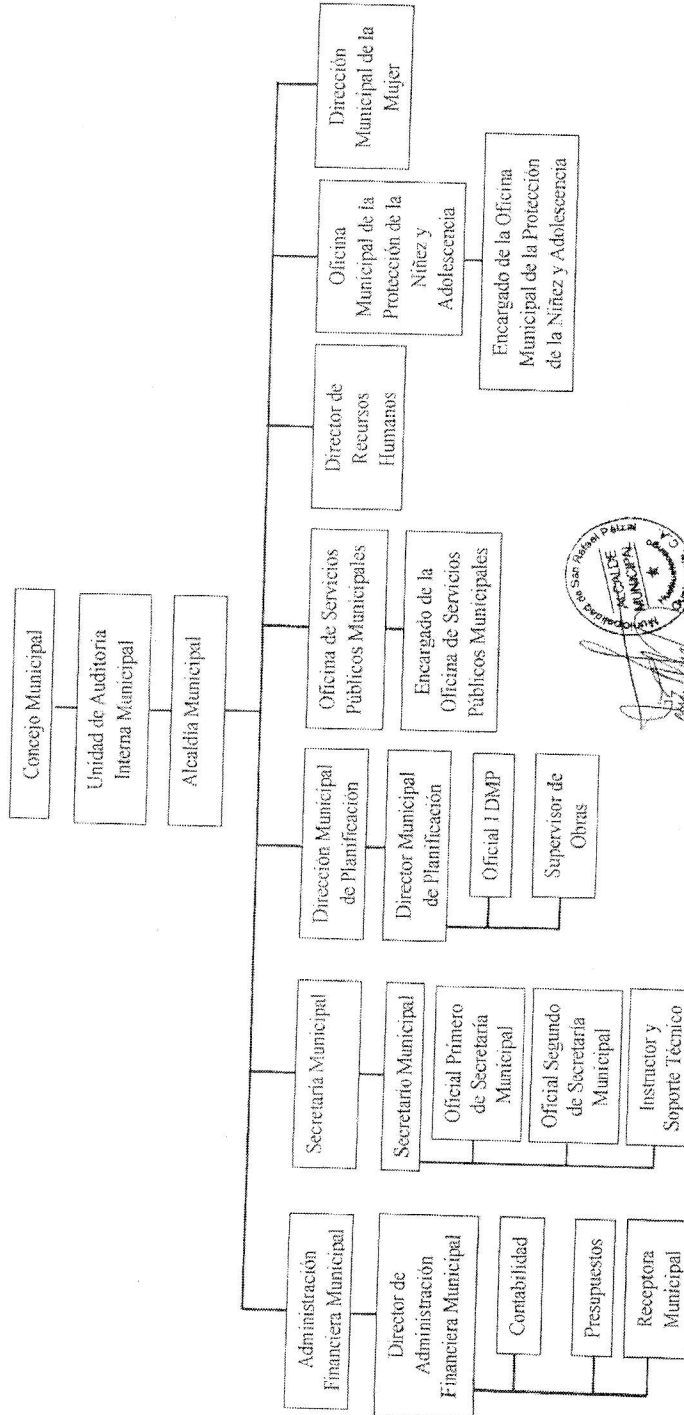 Concejo Municipal
Unidad de Auditoria
Interna Municipal
Alcaldía Municipal
Administración
Financiera Municipal
Director de
Administración
Financiera Municipal
Contabilidad
Presupuestos
Receptora
Municipal
Secretaría Municipal
Secretario Municipal
Oficial Primero
de Secretaría
Municipal
Oficial Segundo
de Secretaría
Municipal
Instructor y
Soporte Técnico
Dirección Municipal
de Planificación
Director Municipal
de Planificación
Oficial I DMP
Supervisor de
Obras
Oficina de Servicios
Públicos Municipales
Encargado de la
Oficina de Servicios
Públicos Municipales
Director de
Recursos
Humanos
Oficina
Municipal de la
Protección de la
Niñez y
Adolescencia
Encargado de la Oficina
Municipal de la Protección
de la Niñez y Adolescencia
Dirección
Municipal de la
Mujer
Municipalidad de San Rafael Pétzal
ALCALDE
MUNICIPAL
C.A.